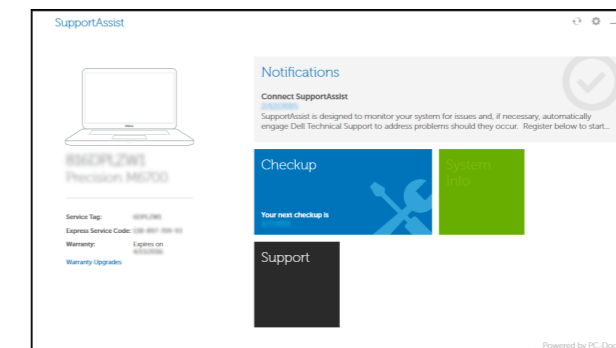 SupportAssist
Notifications
Connect SupportAssist
SupportAssist is designed to monitor your system for issues and, if necessary, automatically
engage Dell Technical Support to address problems should they occur. Register below to start...
Precision M6700
Checkup
System
Info
Your next checkup is
Service Tag:
Express Service Code:
Warranty: Expires on
Warranty Upgrades
Support
Powered by PC-Doc